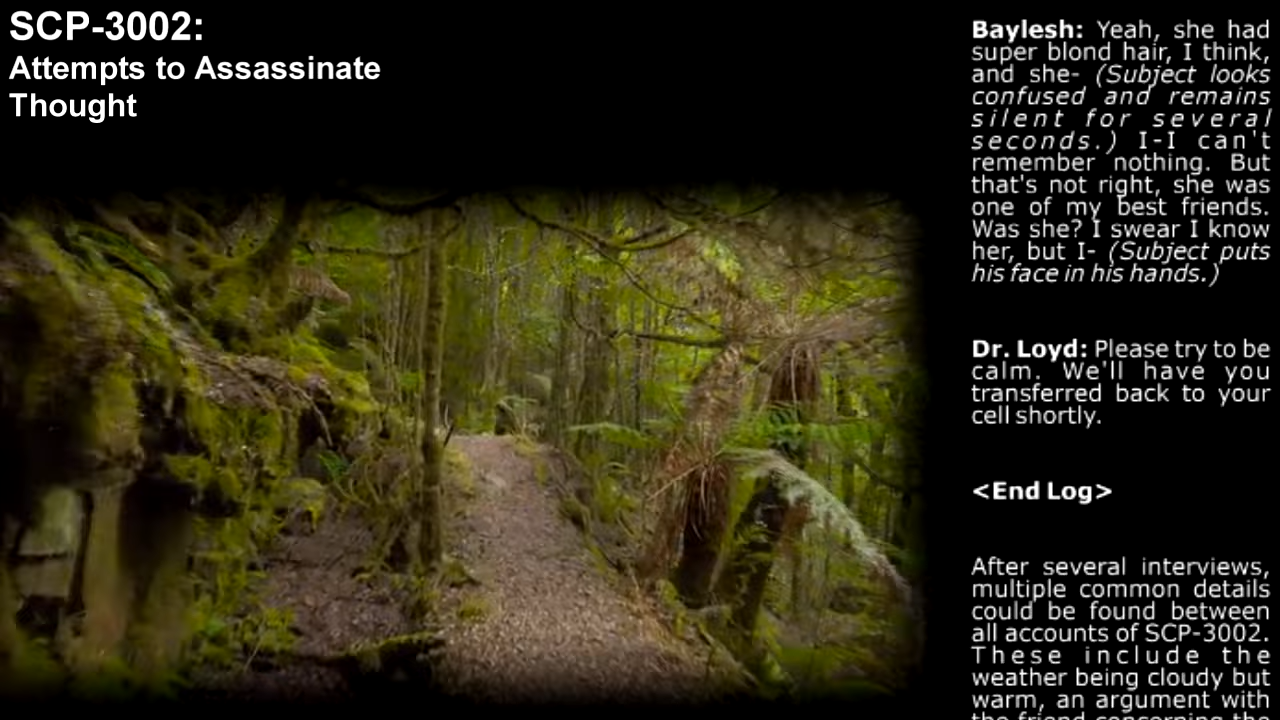 SCP-3002:
Attempts to Assassinate
Thought
Baylesh: Yeah, she had
super blond hair, I think,
and she- (Subject looks
confused and remains
silent for several
seconds.) I-I can't
remember nothing. But
that's not right, she was
one of my best friends.
Was she? I swear I know
her, but I- (Subject puts
his face in his hands.)
Dr. Loyd: Please try to be
calm. We'll have you
transferred back to your
cell shortly.
<End Log>
After several interviews,
multiple common details
could be found between
all accounts of SCP-3002.
These include the
weather being cloudy but
warm, an argument with
the friend concerning the